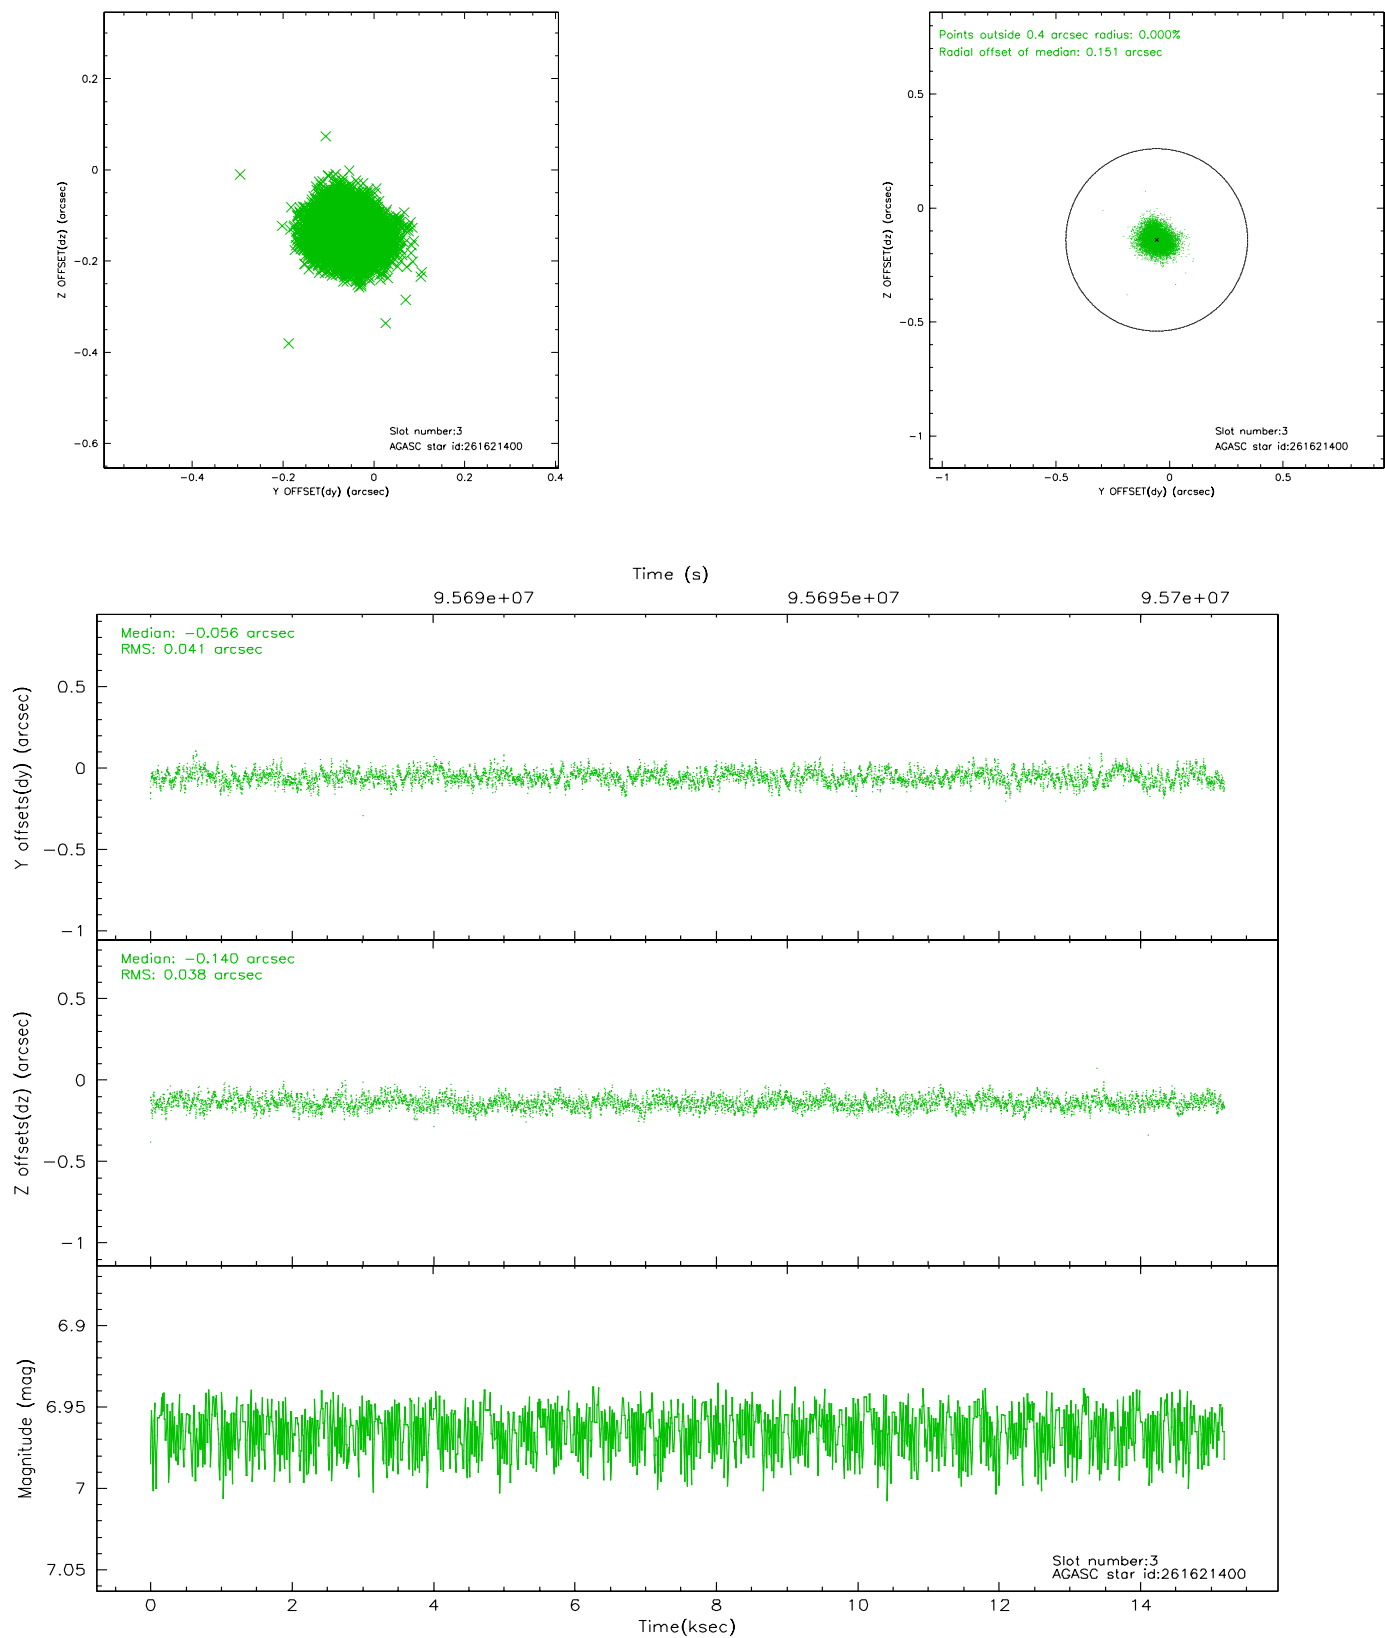 0.2
0
−0.2
−0.4
−0.6
Z OFFSET(dz) (arcsec)
Slot number:3
AGASC star id:261621400
−0.4 −0.2 0 0.2 0.4
Y OFFSET(dy) (arcsec)
Points outside 0.4 arcsec radius: 0.000%
Radial offset of median: 0.151 arcsec
0.5
0
−0.5
−1
Z OFFSET(dz) (arcsec)
Slot number:3
AGASC star id:261621400
−1 −0.5 0 0.5
Y OFFSET(dy) (arcsec)
Time (s)
9.569e+07 9.5695e+07 9.57e+07
Median: −0.056 arcsec
RMS: 0.041 arcsec
0.5
0
−0.5
−1
Y offsets(dy) (arcsec)
Median: −0.140 arcsec
RMS: 0.038 arcsec
0.5
0
−0.5
−1
Z offsets(dz) (arcsec)
6.9
6.95
7
7.05
Magnitude (mag)
Slot number:3
AGASC star id:261621400
0 2 4 6 8 10 12 14
Time(ksec)